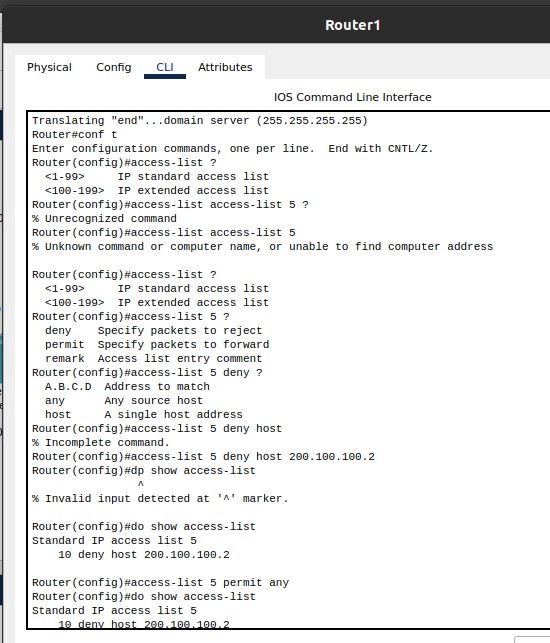 Router1
Physical Config CLI Attributes
IOS Command Line Interface
Translating "end"...domain server (255.255.255.255)
Router#conf t
Enter configuration commands, one per line.  End with CNTL/Z.
Router(config)#access-list ?
  <1-99>     IP standard access list
  <100-199>  IP extended access list
Router(config)#access-list access-list 5 ?
% Unrecognized command
Router(config)#access-list access-list 5
% Unknown command or computer name, or unable to find computer address

Router(config)#access-list ?
  <1-99>     IP standard access list
  <100-199>  IP extended access list
Router(config)#access-list 5 ?
  deny    Specify packets to reject
  permit  Specify packets to forward
  remark  Access list entry comment
Router(config)#access-list 5 deny ?
  A.B.C.D  Address to match
  any      Any source host
  host     A single host address
Router(config)#access-list 5 deny host
% Incomplete command.
Router(config)#access-list 5 deny host 200.100.100.2
Router(config)#dp show access-list
                ^
% Invalid input detected at '^' marker.

Router(config)#do show access-list
Standard IP access list 5
    10 deny host 200.100.100.2

Router(config)#access-list 5 permit any
Router(config)#do show access-list
Standard IP access list 5
    10 deny host 200.100.100.2